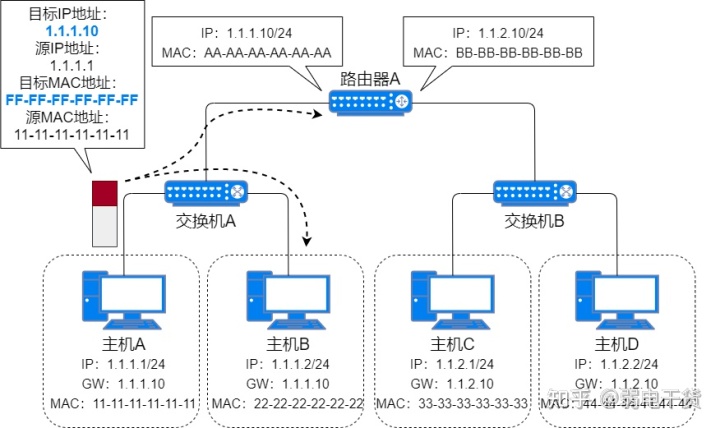 目标IP地址：
1.1.1.10
源IP地址：
1.1.1.1
目标MAC地址：
FF-FF-FF-FF-FF-FF
源MAC地址：
11-11-11-11-11-11
IP：1.1.1.10/24
MAC：AA-AA-AA-AA-AA-AA
IP：1.1.2.10/24
MAC：BB-BB-BB-BB-BB-BB
路由器A
交换机A
交换机B
主机A
IP：1.1.1.1/24
GW：1.1.1.10
MAC：11-11-11-11-11-11
主机B
IP：1.1.1.2/24
GW：1.1.1.10
MAC：22-22-22-22-22-22
主机C
IP：1.1.2.1/24
GW：1.1.2.10
MAC：33-33-33-33-33-33
主机D
IP：1.1.2.2/24
GW：1.1.2.10
MAC：44-44-44-44-44-44
知乎 @弱电干货